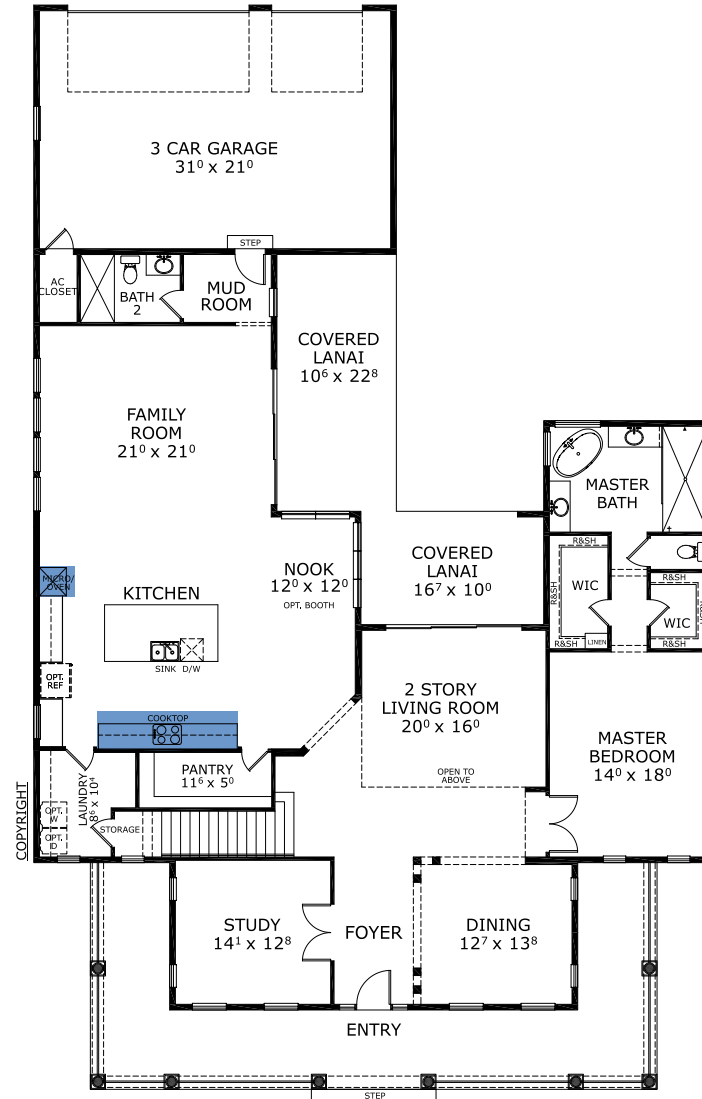 3 CAR GARAGE
31⁰ x 21⁰
STEP
AC
CLOSET
BATH
2
MUD
ROOM
COVERED
LANAI
10⁶ x 22⁸
FAMILY
ROOM
21⁰ x 21⁰
MASTER
BATH
NOOK
12⁰ x 12⁰
OPT, BOOTH
COVERED
LANAI
16⁷ x 10⁰
R&SH
R&SH
WIC
LINEN
R&SH
R&SH
WIC
R&SH
MICRO/
OVEN
KITCHEN
SINK D/W
OPT.
REF
COOKTOP
2 STORY
LIVING ROOM
20⁰ x 16⁰
OPEN TO
ABOVE
MASTER
BEDROOM
14⁰ x 18⁰
PANTRY
11⁶ x 5⁰
LAUNDRY
8⁶ x 10⁴
OPT.
W
OPT.
D
STORAGE
COPYRIGHT
STUDY
14¹ x 12⁸
FOYER
DINING
12⁷ x 13⁸
ENTRY
STEP